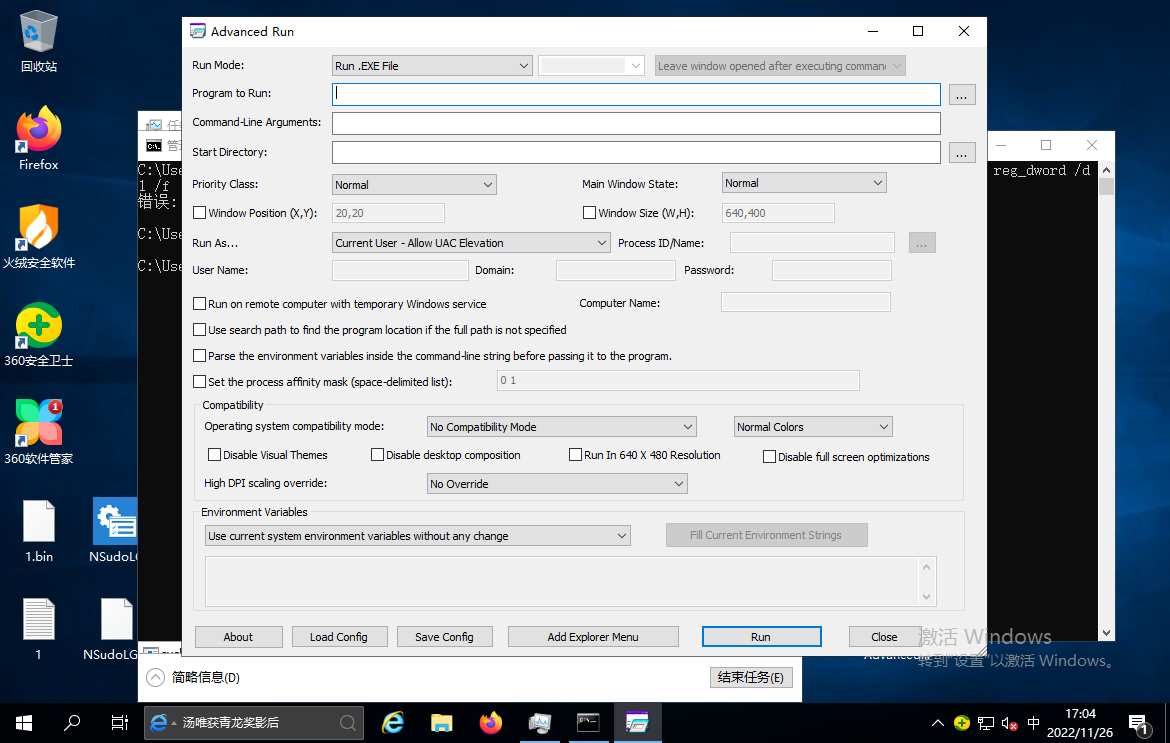 回收站
Firefox
火绒安全软件
360安全卫士
1
360软件管家
1.bin
NSudoLG
1
NSudoLG
Advanced Run
Run Mode:
Run .EXE File
Leave window opened after executing comman
Program to Run:
...
Command-Line Arguments:
Start Directory:
...
Priority Class:
Normal
Main Window State:
Normal
Window Position (X,Y):
20,20
Window Size (W,H):
640,400
Run As...
Current User - Allow UAC Elevation
Process ID/Name:
...
User Name:
Domain:
Password:
Run on remote computer with temporary Windows service
Computer Name:
Use search path to find the program location if the full path is not specified
Parse the environment variables inside the command-line string before passing it to the program.
Set the process affinity mask (space-delimited list):
0 1
Compatibility
Operating system compatibility mode:
No Compatibility Mode
Normal Colors
Disable Visual Themes
Disable desktop composition
Run In 640 X 480 Resolution
Disable full screen optimizations
High DPI scaling override:
No Override
Environment Variables
Use current system environment variables without any change
Fill Current Environment Strings
About
Load Config
Save Config
Add Explorer Menu
Run
Close
C:\Use
reg_dword /d
1 /f
错误:
C:\Use
C:\Use
简略信息(D)
结束任务(E)
激活 Windows
转到"设置"以激活 Windows。
汤唯获青龙奖影后
中
17:04
2022/11/26
1